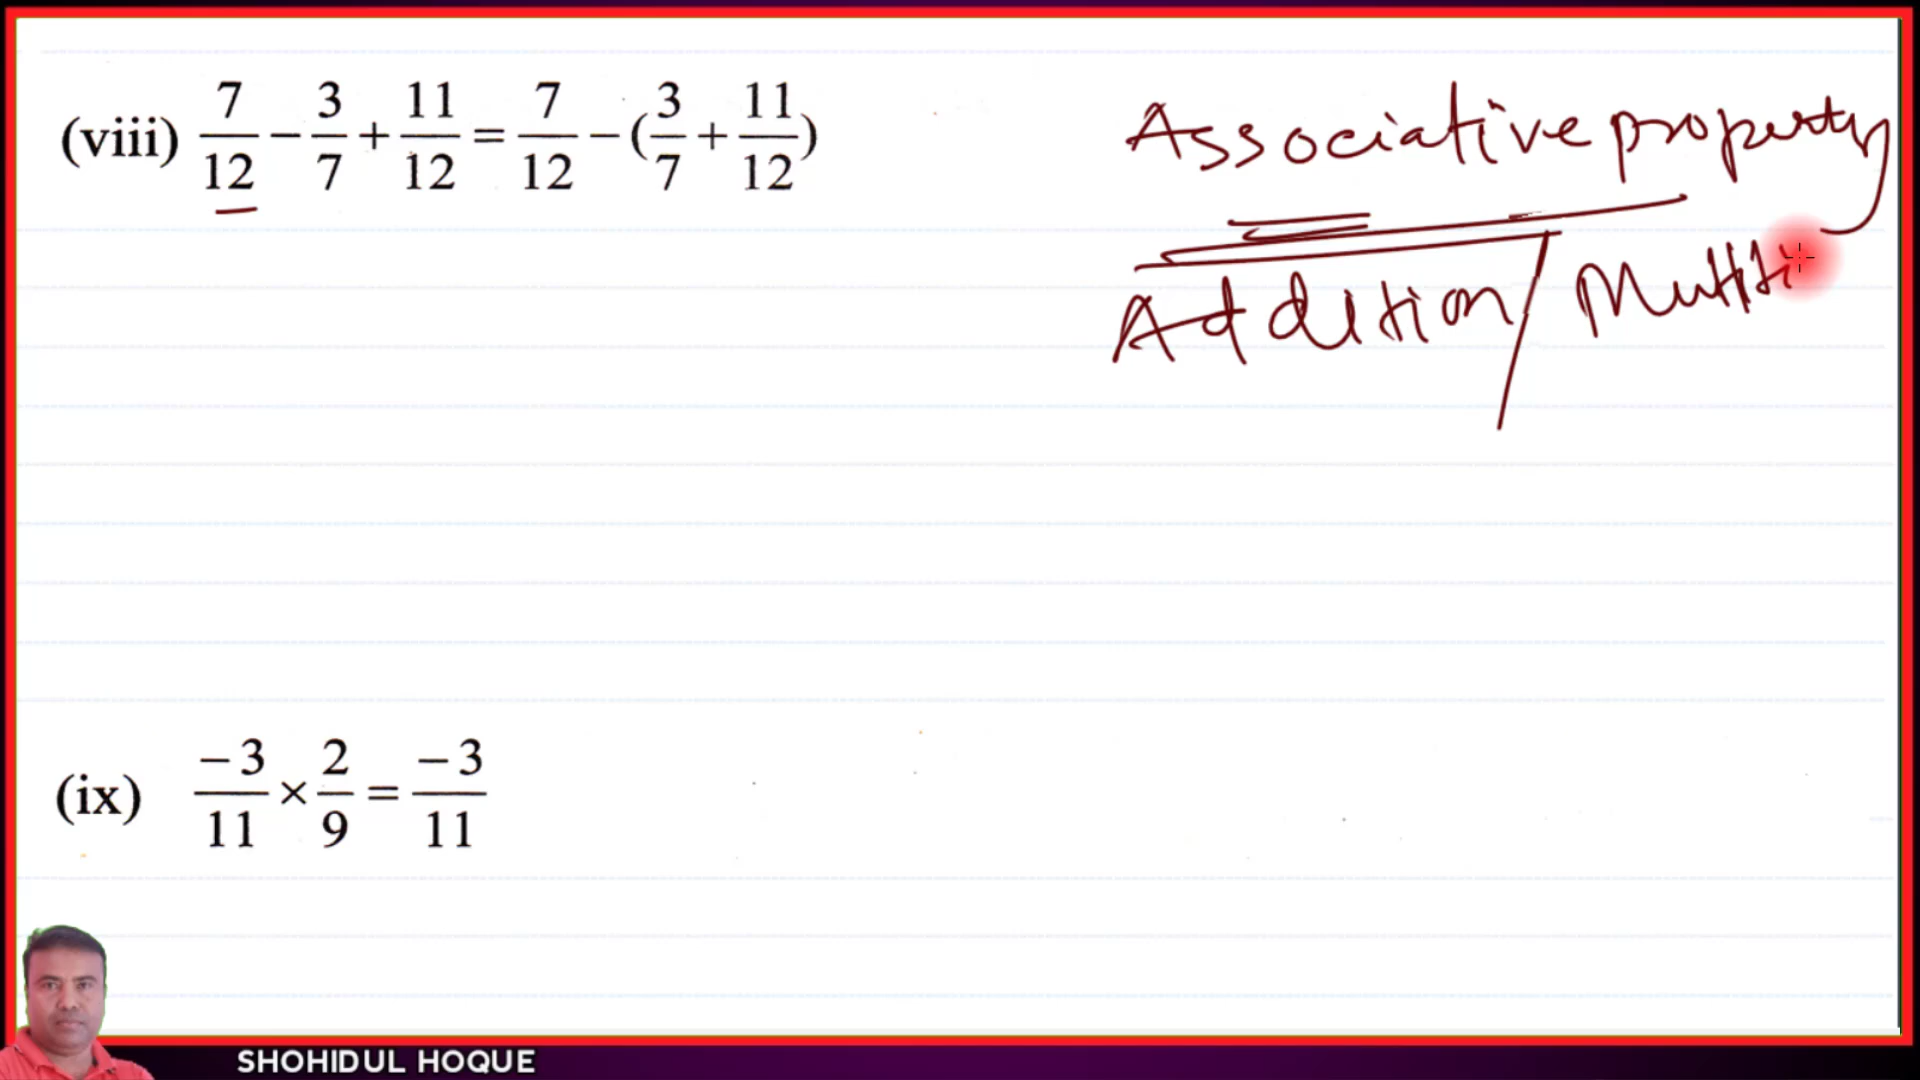 (viii) 7/12 − 3/7 + 11/12 = 7/12 − (3/7 + 11/12)
Associative property
Addition / Multi
(ix) −3/11 × 2/9 = −3/11
SHOHIDUL HOQUE